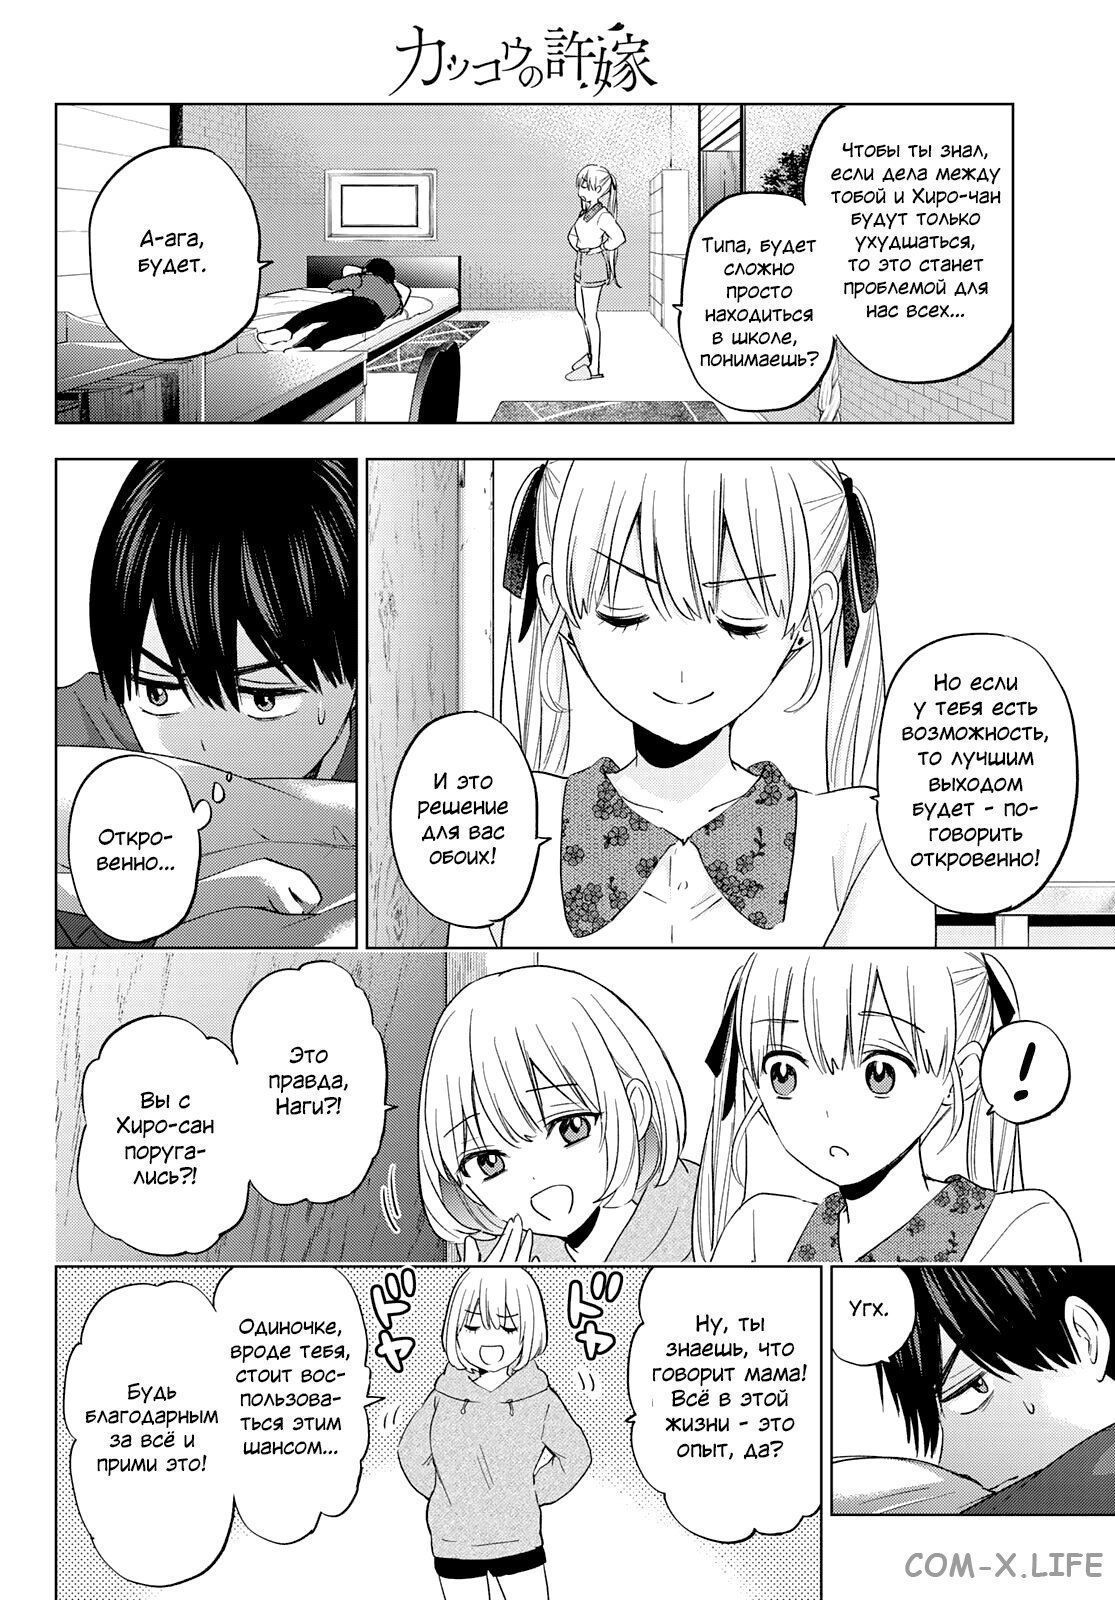 カッコウの許嫁
Чтобы ты знал,
если дела между
тобой и Хиро-чан
будут только
ухудшаться,
то это станет
проблемой для
нас всех...
Типа, будет
сложно
просто
находиться
в школе,
понимаешь?
А-ага,
будет.
Но если
у тебя есть
возможность,
то лучшим
выходом
будет - по-
говорить
откровенно!
И это
решение
для вас
обоих!
Откро-
венно...
!
Это
правда,
Наги?!
Вы с
Хиро-сан
поруга-
лись?!
Угх.
Ну, ты
знаешь, что
говорит мама!
Всё в этой
жизни - это
опыт, да?
ドヤ
ドヤ
Одиночке,
вроде тебя,
стоит вос-
пользова-
ться этим
шансом...
Будь
благодарным
за всё и
прими это!
COM-X.LIFE